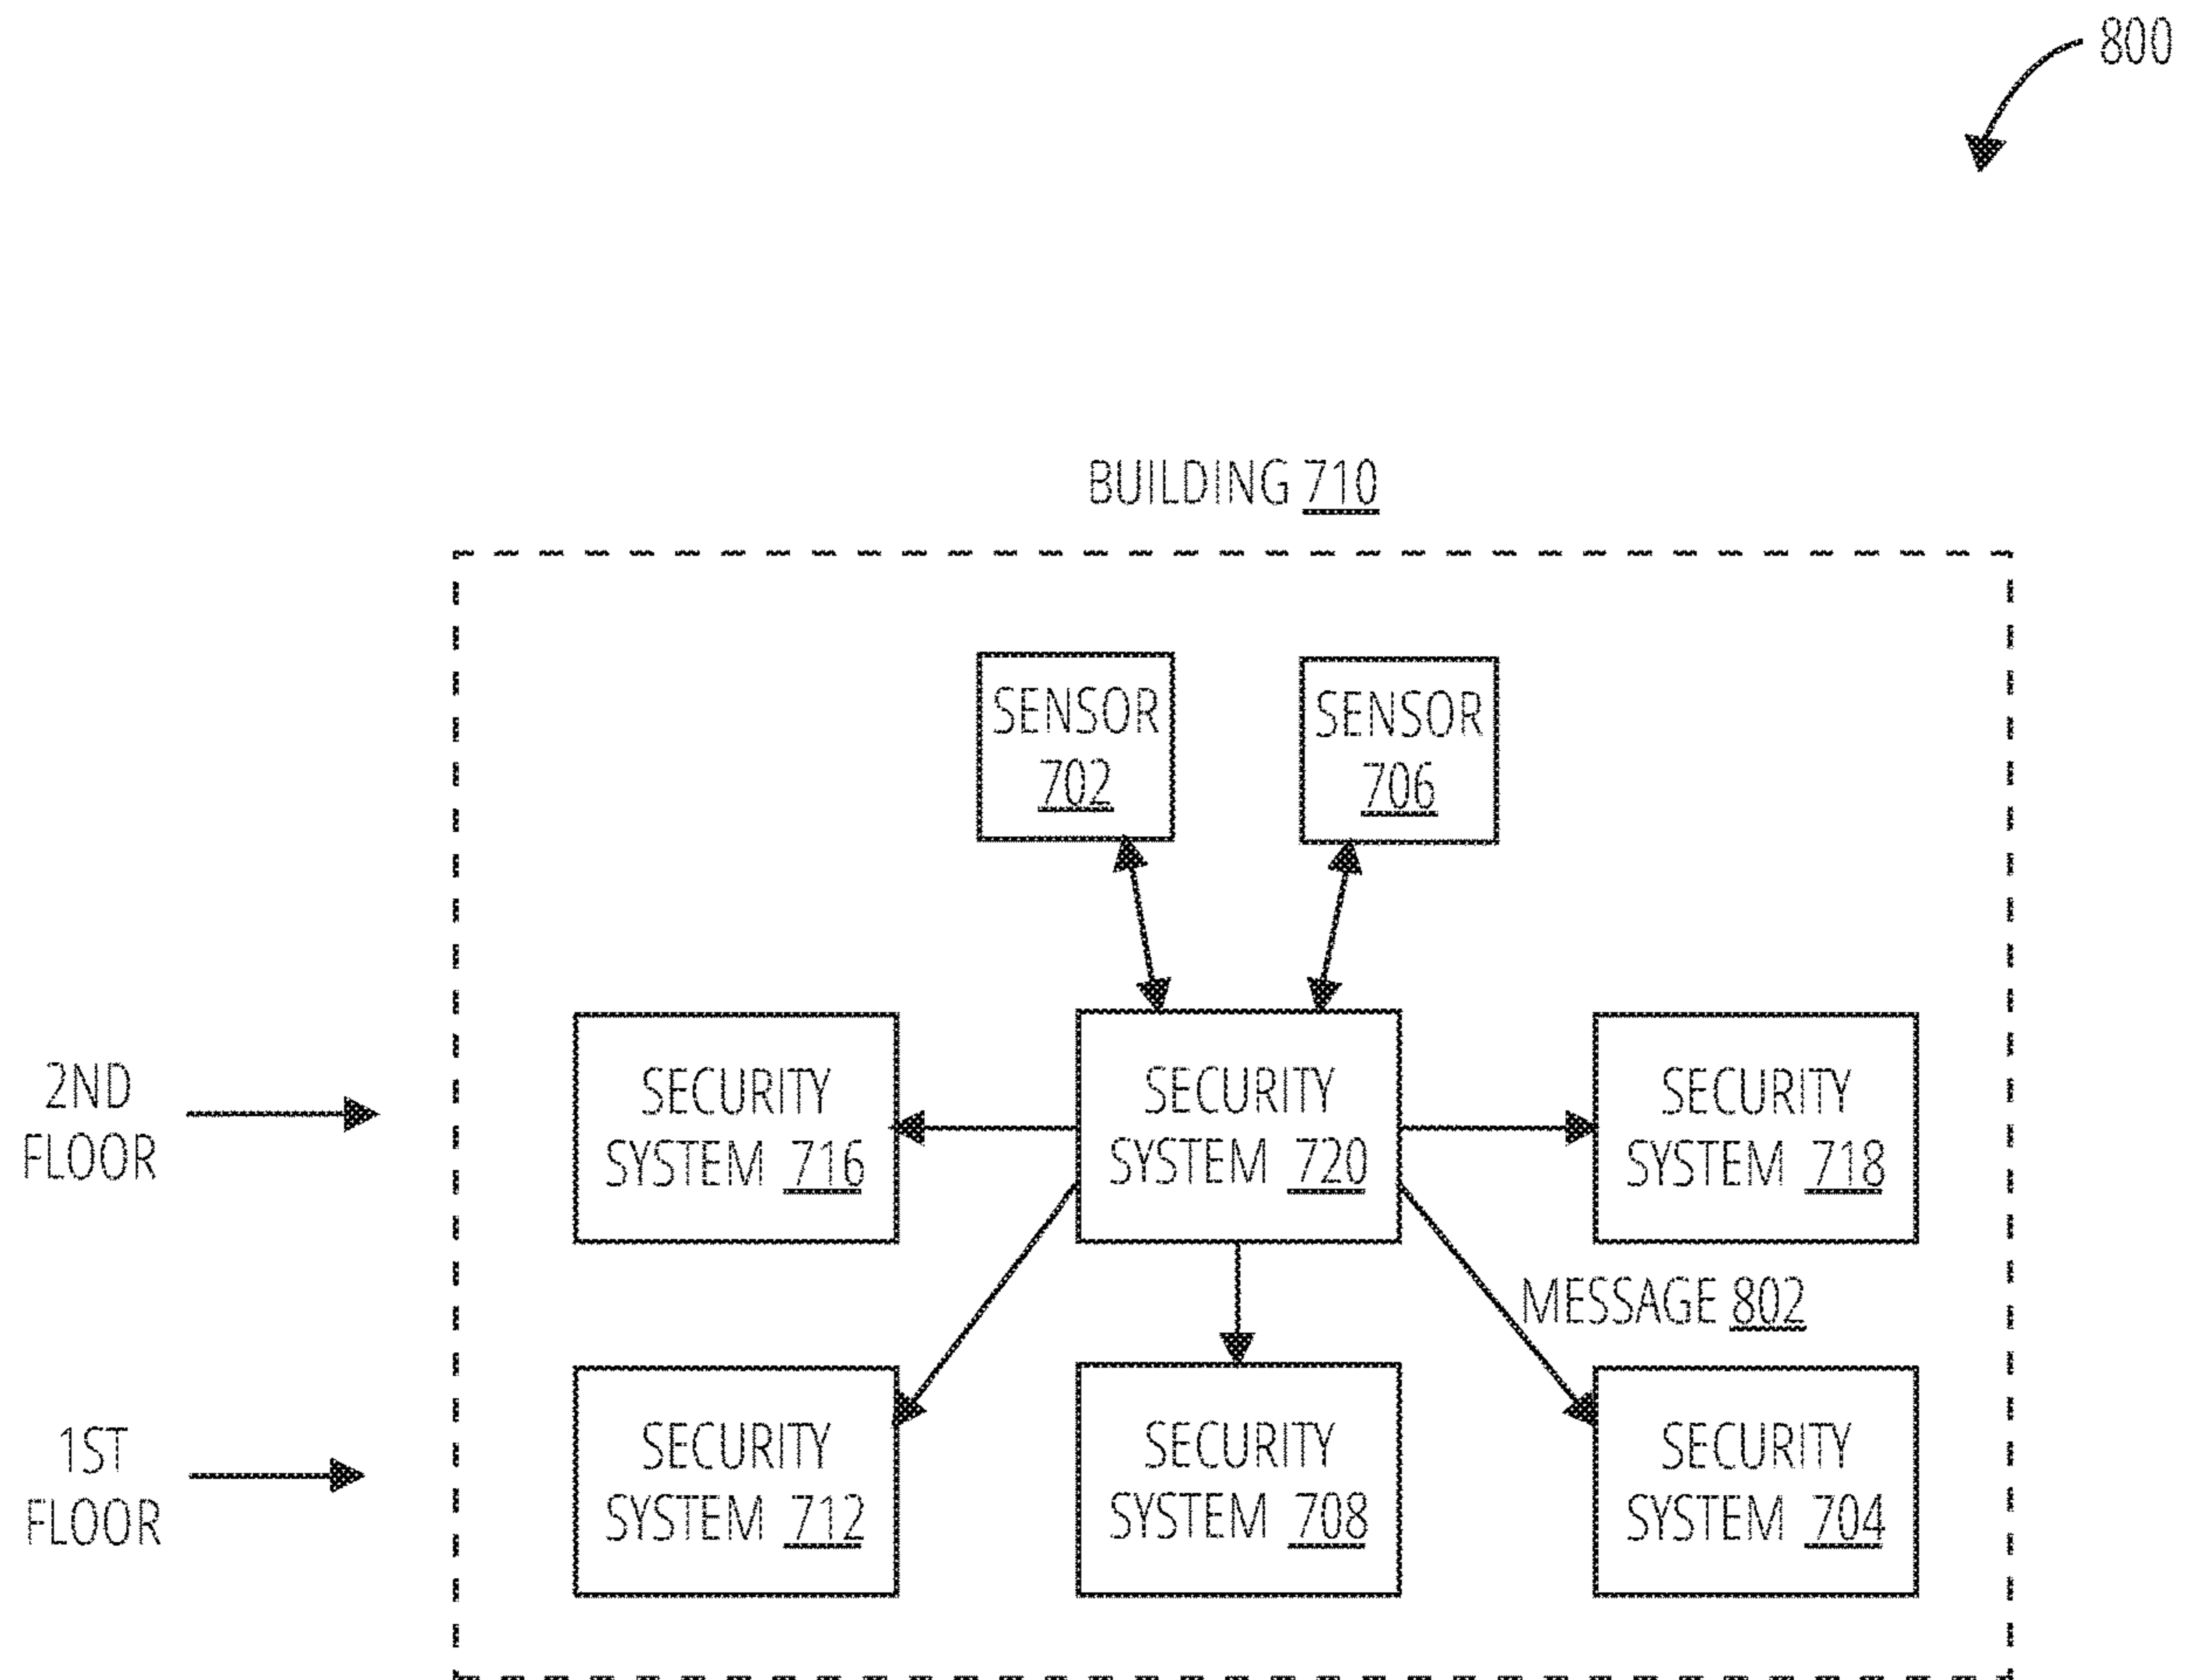 800
BUILDING 710
SENSOR
702
SENSOR
706
2ND
FLOOR
SECURITY
SYSTEM 716
SECURITY
SYSTEM 720
SECURITY
SYSTEM 718
MESSAGE 802
1ST
FLOOR
SECURITY
SYSTEM 712
SECURITY
SYSTEM 708
SECURITY
SYSTEM 704